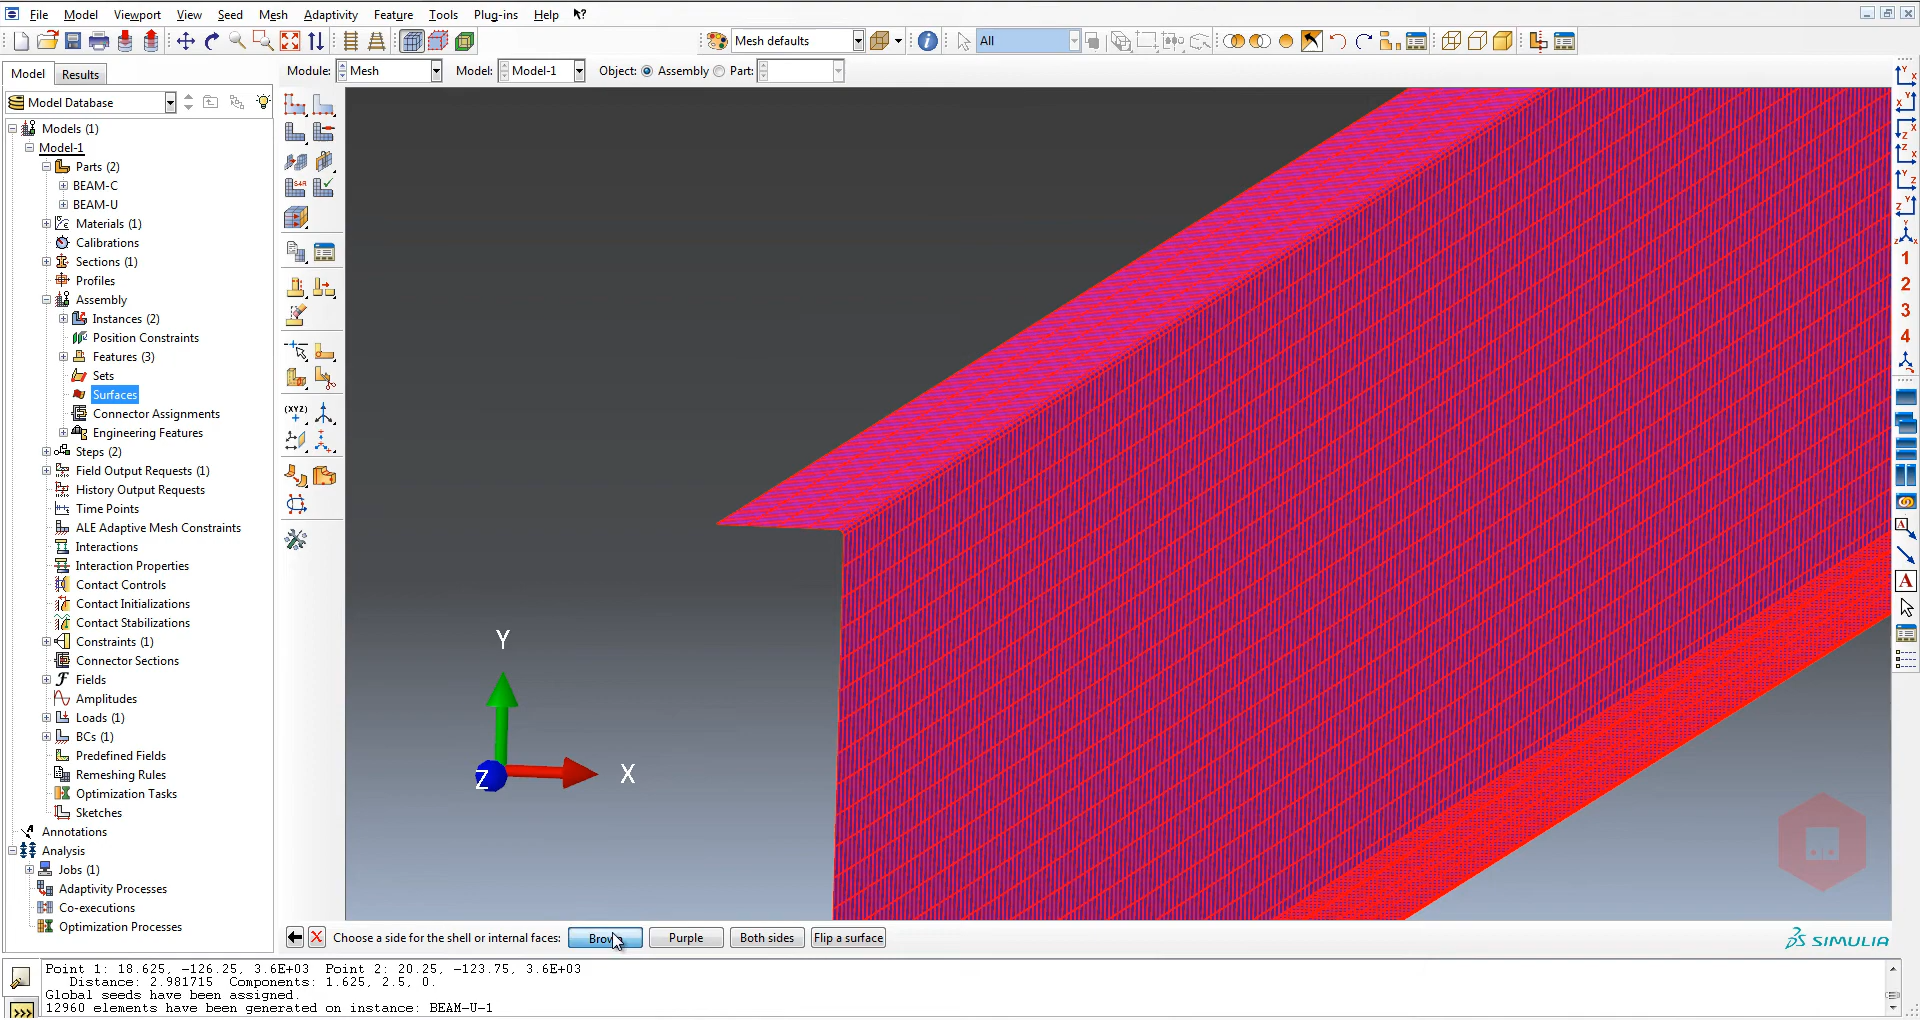 File Model Viewport View Seed Mesh Adaptivity Feature Tools Plug-ins Help
Mesh defaults All
Model Results Module: Mesh Model: Model-1 Object: Assembly Part:
Model Database
Models (1)
Model-1
Parts (2)
BEAM-C
BEAM-U
Materials (1)
Calibrations
Sections (1)
Profiles
Assembly
Instances (2)
Position Constraints
Features (3)
Sets
Surfaces
Connector Assignments
Engineering Features
Steps (2)
Field Output Requests (1)
History Output Requests
Time Points
ALE Adaptive Mesh Constraints
Interactions
Interaction Properties
Contact Controls
Contact Initializations
Contact Stabilizations
Constraints (1)
Connector Sections
Fields
Amplitudes
Loads (1)
BCs (1)
Predefined Fields
Remeshing Rules
Optimization Tasks
Sketches
Annotations
Analysis
Jobs (1)
Adaptivity Processes
Co-executions
Optimization Processes
S4R
(XYZ)
Y
Z
X
1
2
3
4
A
Choose a side for the shell or internal faces: Purple Both sides Flip a surface
SIMULIA
Point 1: 18.625, -126.25, 3.6E+03 Point 2: 20.25, -123.75, 3.6E+03
Distance: 2.981715 Components: 1.625, 2.5, 0.
Global seeds have been assigned.
12960 elements have been generated on instance: BEAM-U-1
>>>